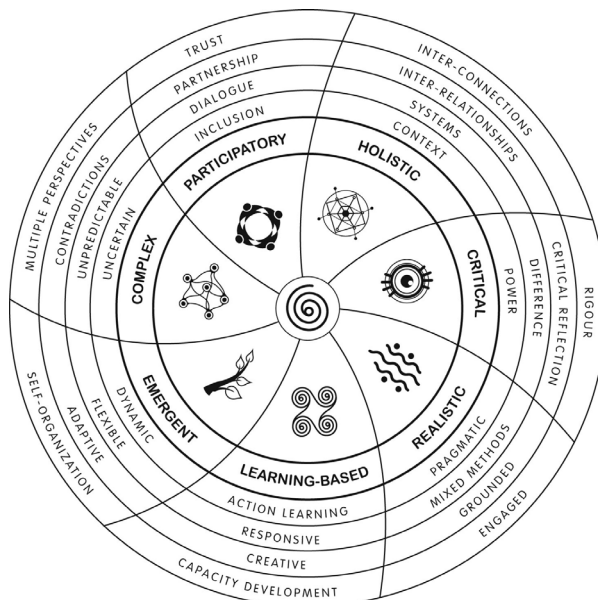 TRUST
PARTNERSHIP
DIALOGUE
INCLUSION
PARTICIPATORY
INTER-CONNECTIONS
INTER-RELATIONSHIPS
SYSTEMS
CONTEXT
HOLISTIC
RIGOUR
CRITICAL REFLECTION
DIFFERENCE
POWER
CRITICAL
REALISTIC
PRAGMATIC
MIXED METHODS
GROUNDED
ENGAGED
LEARNING-BASED
ACTION LEARNING
RESPONSIVE
CREATIVE
CAPACITY DEVELOPMENT
EMERGENT
DYNAMIC
FLEXIBLE
ADAPTIVE
SELF-ORGANIZATION
MULTIPLE PERSPECTIVES
CONTRADICTIONS
UNPREDICTABLE
UNCERTAIN
COMPLEX